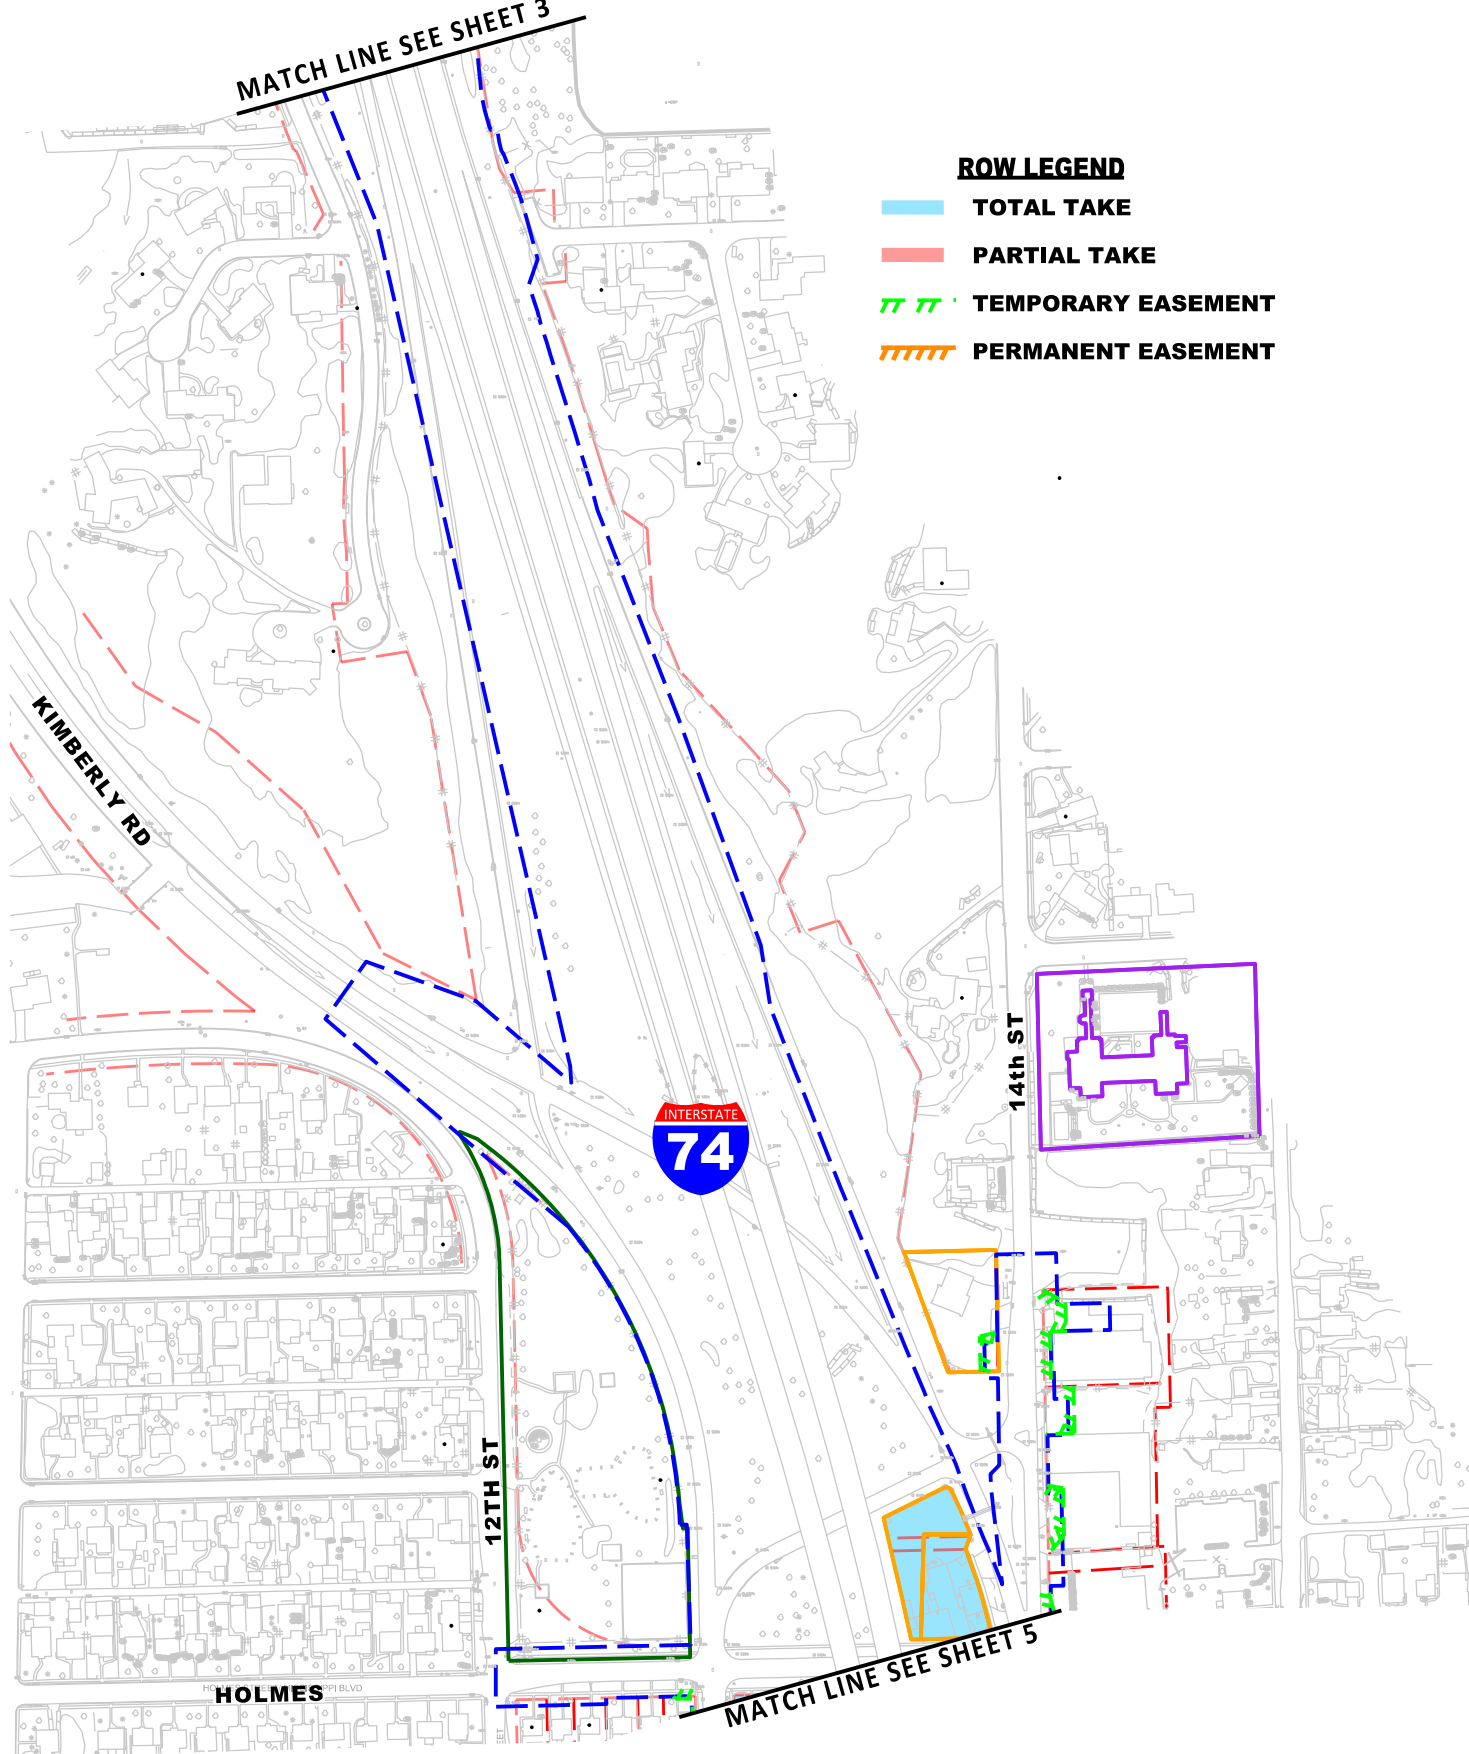 MATCH LINE SEE SHEET 3
ROW LEGEND
TOTAL TAKE
PARTIAL TAKE
TEMPORARY EASEMENT
PERMANENT EASEMENT
KIMBERLY RD
14th ST
INTERSTATE
74
12TH ST
MATCH LINE SEE SHEET 5
HOLMES